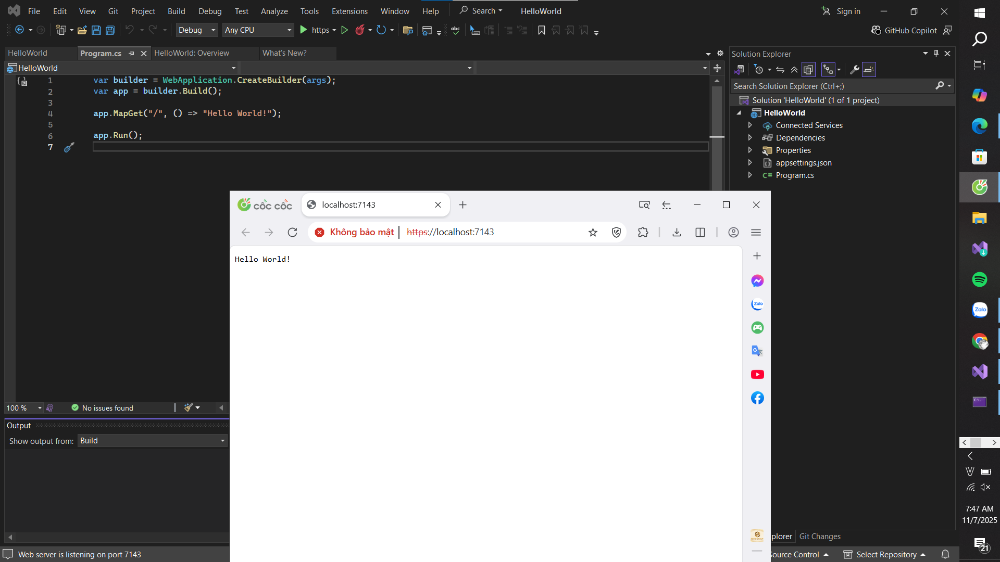 File Edit View Git Project Build Debug Test Analyze Tools Extensions Window Help Search HelloWorld Sign in
Debug Any CPU https GitHub Copilot
HelloWorld Program.cs HelloWorld: Overview What's New?
HelloWorld
1 var builder = WebApplication.CreateBuilder(args);
2 var app = builder.Build();
3
4 app.MapGet("/", () => "Hello World!");
5
6 app.Run();
7
Solution Explorer
Search Solution Explorer (Ctrl+;)
Solution 'HelloWorld' (1 of 1 project)
HelloWorld
Connected Services
Dependencies
Properties
appsettings.json
C# Program.cs
cốc cốc localhost:7143
Không bảo mật https://localhost:7143
Hello World!
Zalo
Zalo
100 % No issues found
Output
Show output from: Build
plorer Git Changes
Web server is listening on port 7143
Source Control Select Repository
7:47 AM
11/7/2025
21